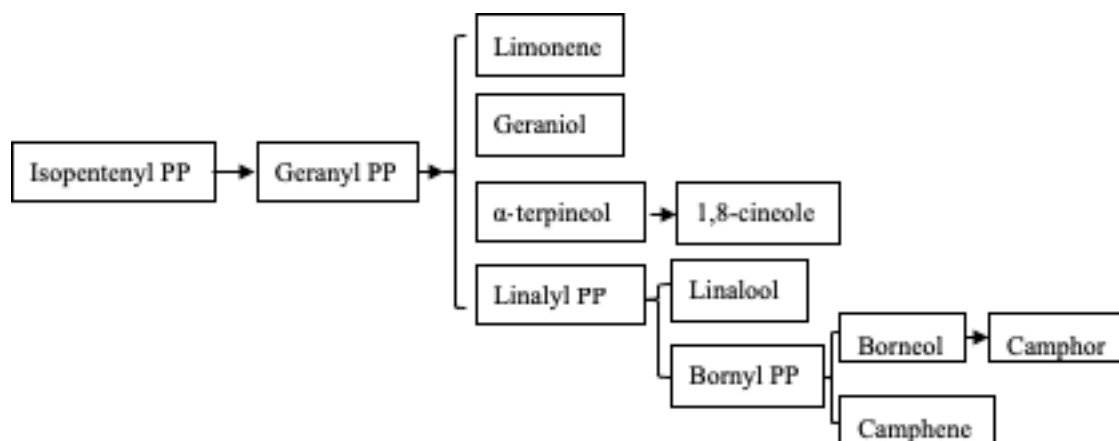 Limonene
Geraniol
Isopentenyl PP
Geranyl PP
α-terpineol
1,8-cineole
Linalyl PP
Linalool
Borneol
Camphor
Bornyl PP
Camphene